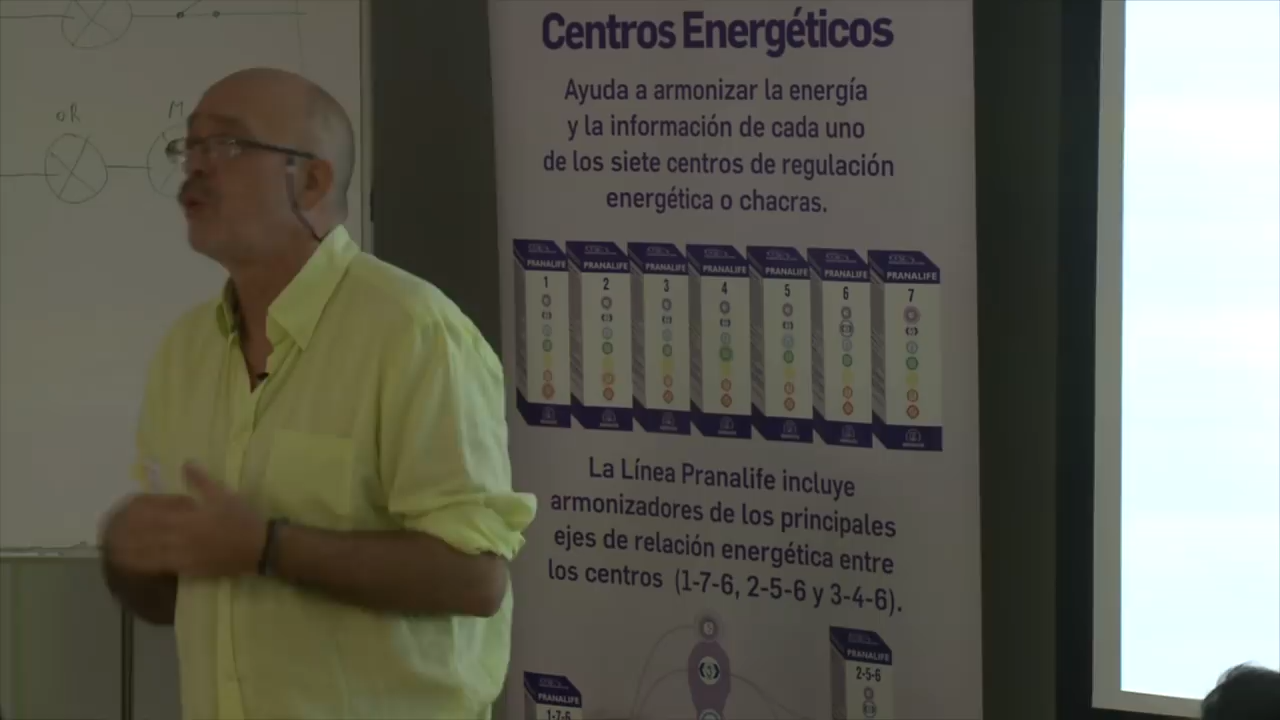 OR
M
Centros Energéticos
Ayuda a armonizar la energía
y la información de cada uno
de los siete centros de regulación
energética o chacras.
PRANALIFE PRANALIFE PRANALIFE PRANALIFE PRANALIFE PRANALIFE PRANALIFE
1 2 3 4 5 6 7
La Línea Pranalife incluye
armonizadores de los principales
ejes de relación energética entre
los centros (1-7-6, 2-5-6 y 3-4-6).
PRANALIFE
2-5-6
PRANALIFE
1-7-6